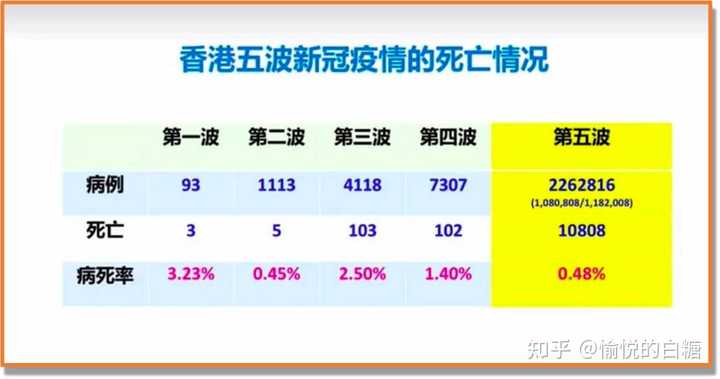 香港五波新冠疫情的死亡情况
第一波 第二波 第三波 第四波 第五波
病例 93 1113 4118 7307 2262816
(1,080,808/1,182,008)
死亡 3 5 103 102 10808
病死率 3.23% 0.45% 2.50% 1.40% 0.48%
知乎 @愉悦的白糖